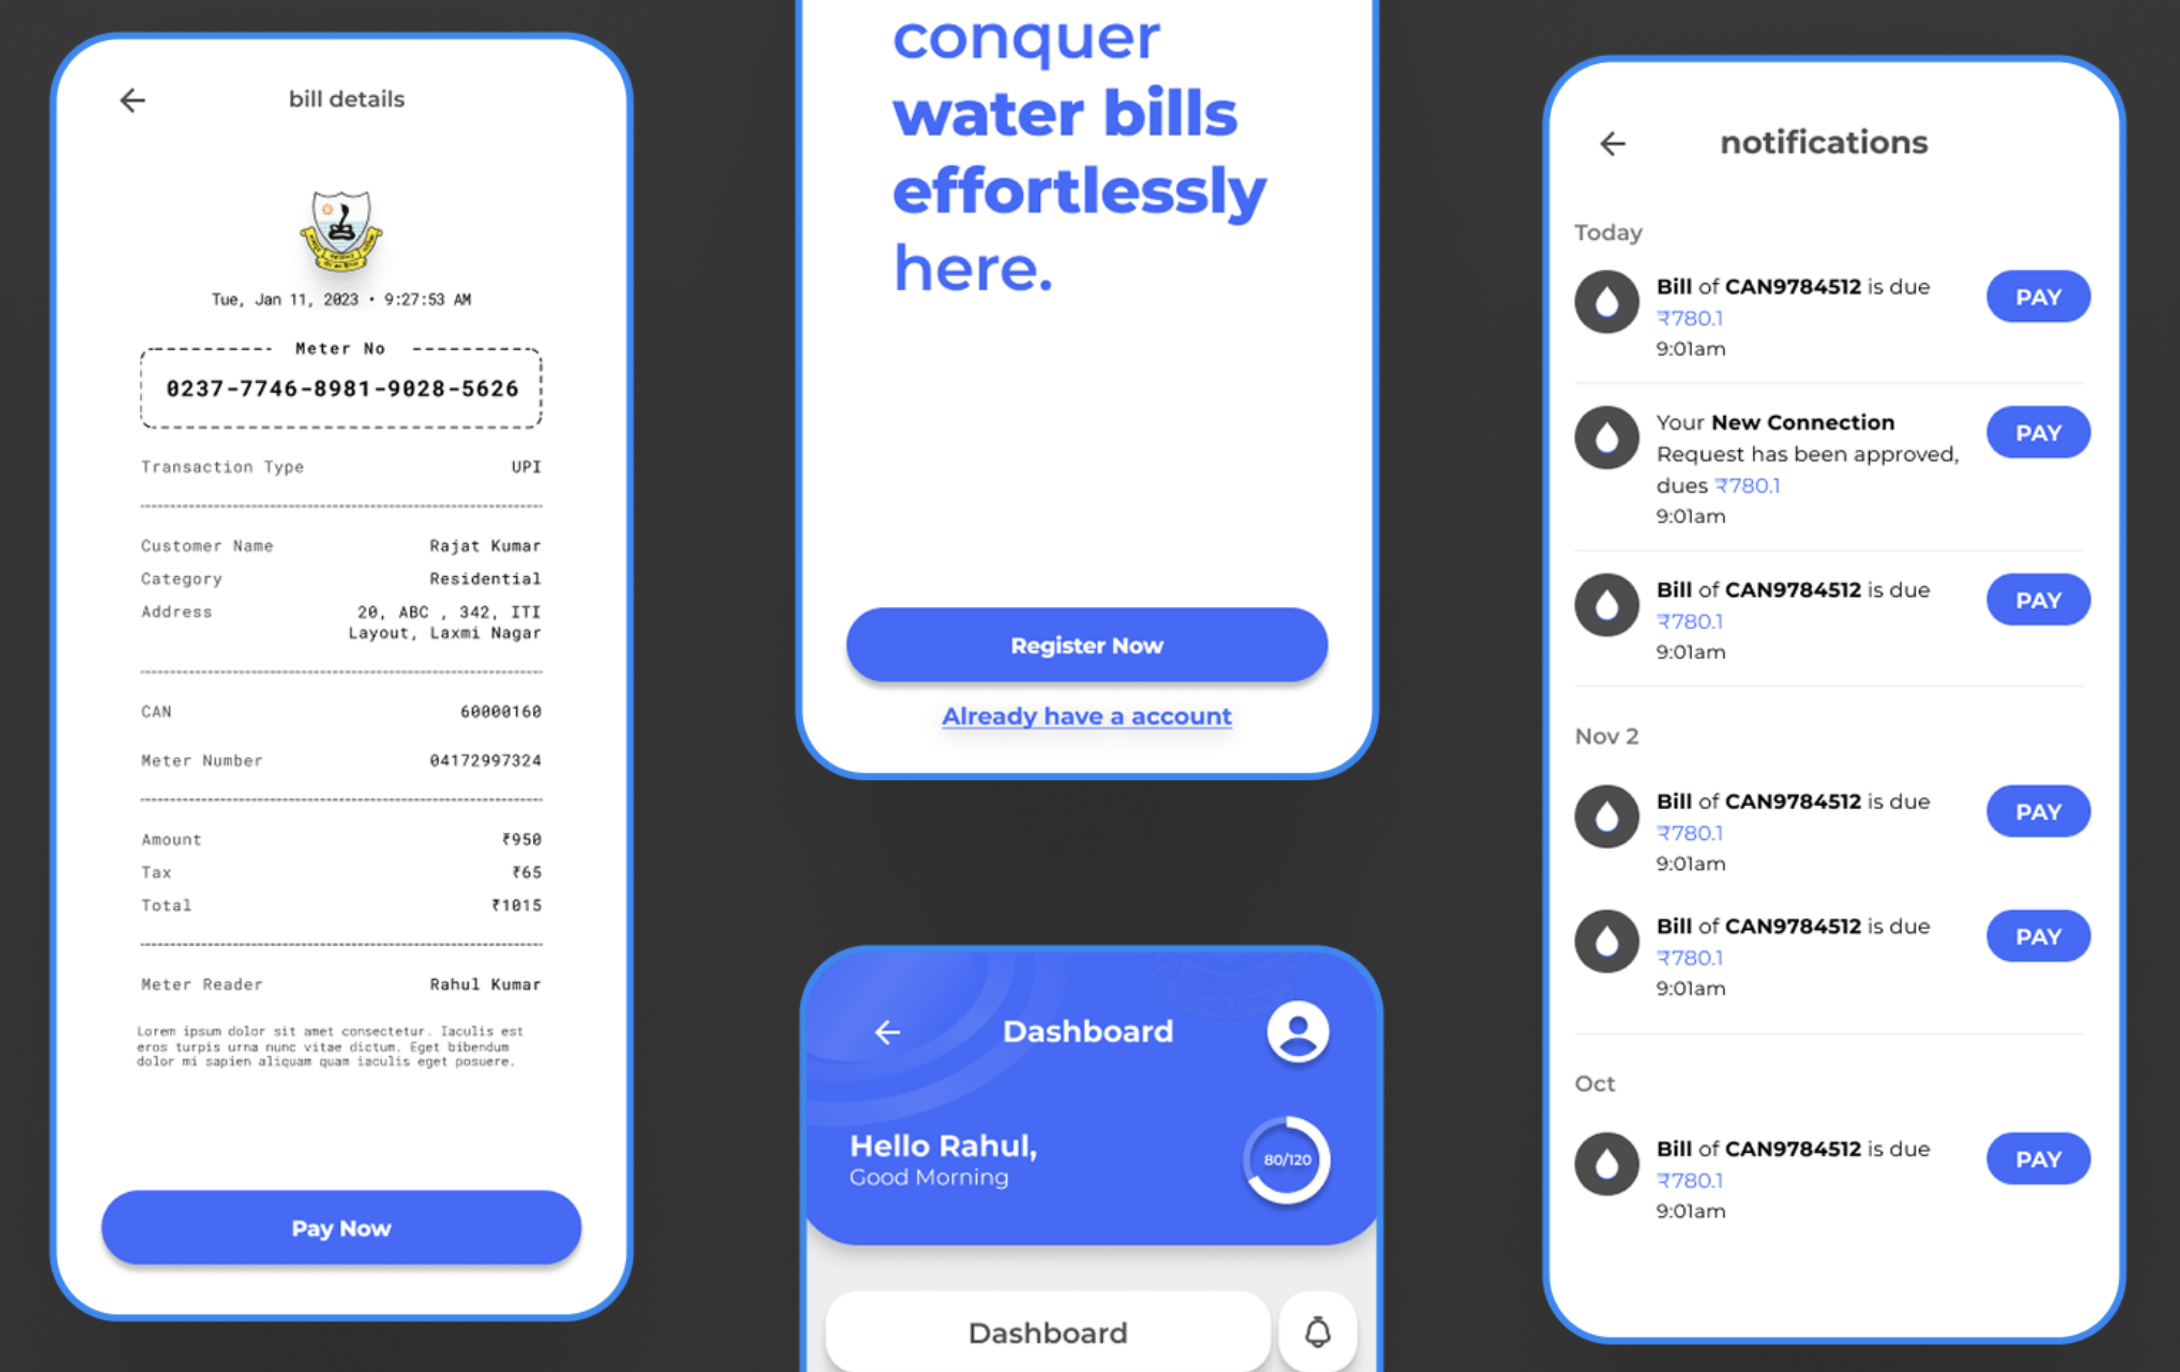 bill details
Tue, Jan 11, 2023 • 9:27:53 AM
Meter No
0237-7746-8981-9028-5626
Transaction Type UPI
Customer Name Rajat Kumar
Category Residential
Address 20, ABC , 342, ITI
Layout, Laxmi Nagar
CAN 60000160
Meter Number 04172997324
Amount ₹950
Tax ₹65
Total ₹1015
Meter Reader Rahul Kumar
Lorem ipsum dolor sit amet consectetur. Iaculis est
eros turpis urna nunc vitae dictum. Eget bibendum
dolor mi sapien aliquam quam iaculis eget posuere.
Pay Now
conquer
water bills
effortlessly
here.
Register Now
Already have a account
Dashboard
Hello Rahul,
Good Morning
80/120
Dashboard
notifications
Today
Bill of CAN9784512 is due
₹780.1
9:01am
PAY
Your New Connection
Request has been approved,
dues ₹780.1
9:01am
PAY
Bill of CAN9784512 is due
₹780.1
9:01am
PAY
Nov 2
Bill of CAN9784512 is due
₹780.1
9:01am
PAY
Bill of CAN9784512 is due
₹780.1
9:01am
PAY
Oct
Bill of CAN9784512 is due
₹780.1
9:01am
PAY